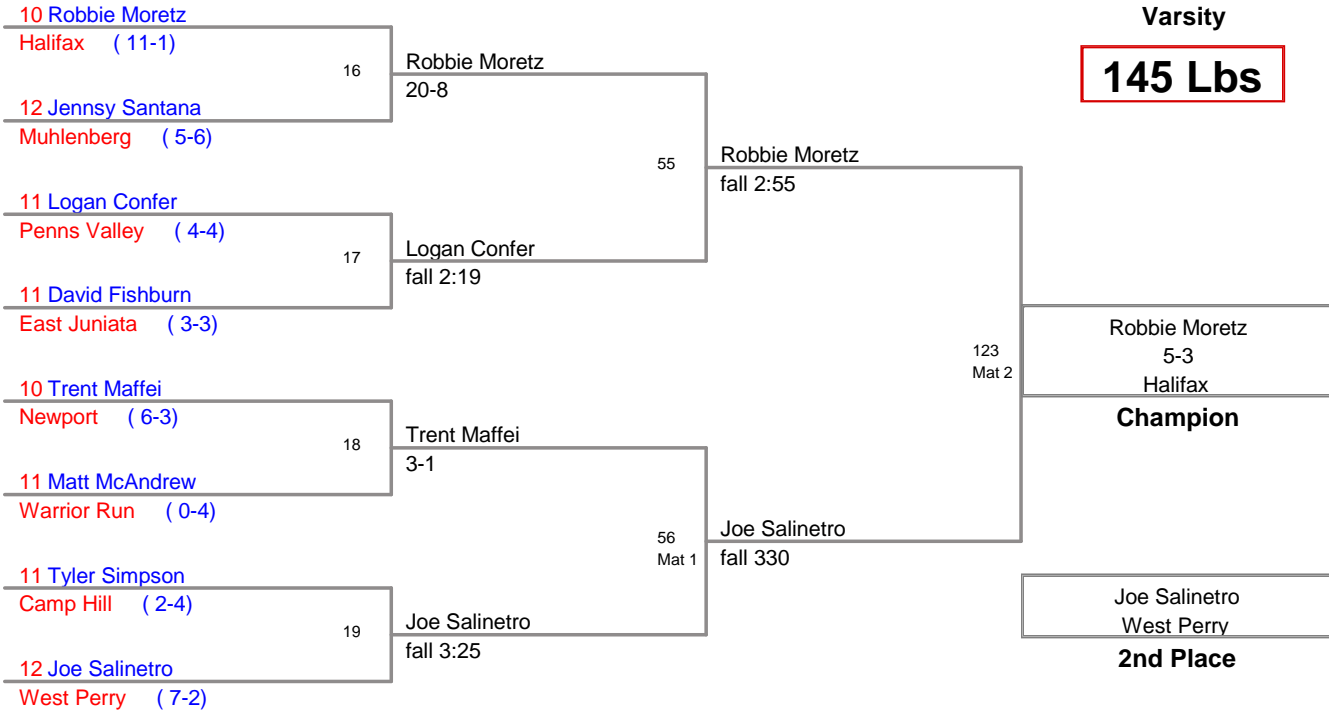 10 Robbie Moretz
Halifax ( 11-1)
12 Jennsy Santana
Muhlenberg ( 5-6)
11 Logan Confer
Penns Valley ( 4-4)
11 David Fishburn
East Juniata ( 3-3)
10 Trent Maffei
Newport ( 6-3)
11 Matt McAndrew
Warrior Run ( 0-4)
11 Tyler Simpson
Camp Hill ( 2-4)
12 Joe Salinetro
West Perry ( 7-2)
16
17
18
19
Robbie Moretz
20-8
Logan Confer
fall 2:19
Trent Maffei
3-1
Joe Salinetro
fall 3:25
55
56
Mat 1
Robbie Moretz
fall 2:55
Joe Salinetro
fall 330
123
Mat 2
Varsity
145 Lbs
Robbie Moretz
5-3
Halifax
Champion
Joe Salinetro
West Perry
2nd Place